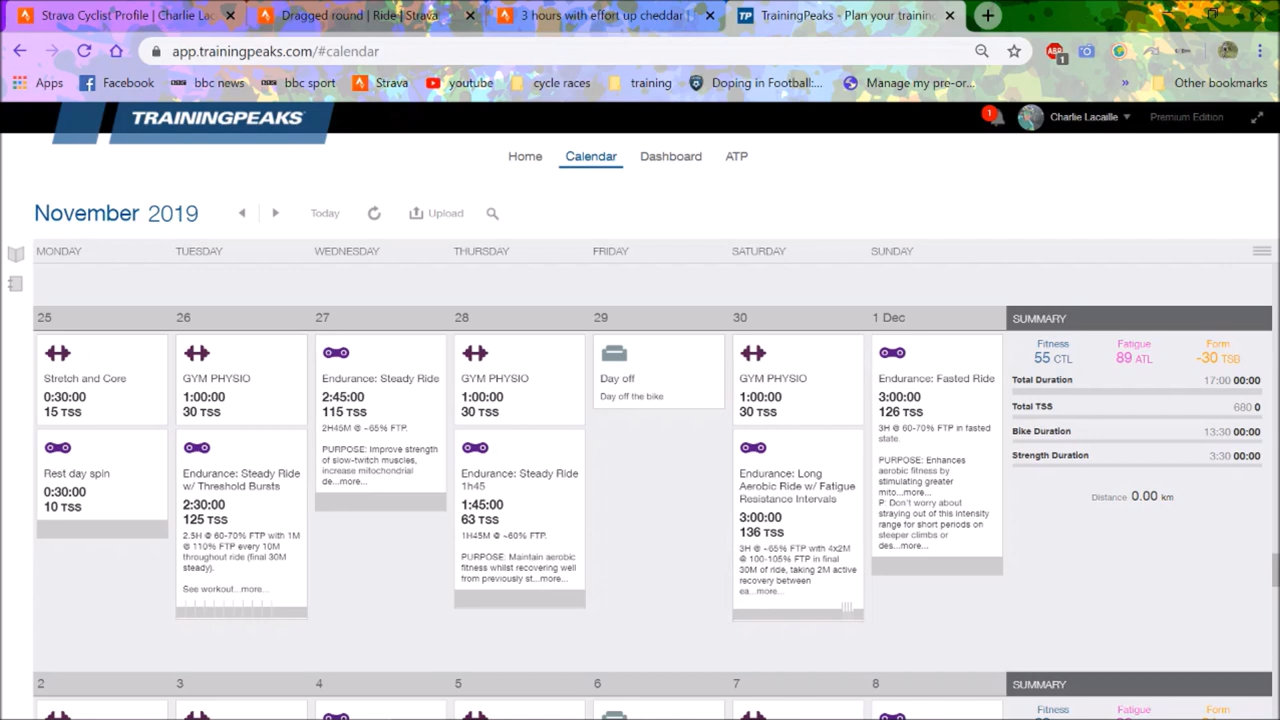 Strava Cyclist Profile | Charlie Lac
Dragged round | Ride | Strava
3 hours with effort up cheddar |
TP TrainingPeaks - Plan your training
app.trainingpeaks.com/#calendar
ABP 1
Apps Facebook BBC bbc news BBC bbc sport Strava youtube cycle races training Doping in Football:... Manage my pre-or... » Other bookmarks
TRAININGPEAKS
1 Charlie Lacaille Premium Edition
Home Calendar Dashboard ATP
November 2019 Today Upload
MONDAY TUESDAY WEDNESDAY THURSDAY FRIDAY SATURDAY SUNDAY
25 26 27 28 29 30 1 Dec SUMMARY
Stretch and Core
0:30:00
15 TSS
Rest day spin
0:30:00
10 TSS
GYM PHYSIO
1:00:00
30 TSS
Endurance: Steady Ride
w/ Threshold Bursts
2:30:00
125 TSS
2.5H @ 60-70% FTP with 1M
@ 110% FTP every 10M
throughout ride (final 30M
steady).
See workout...more...
Endurance: Steady Ride
2:45:00
115 TSS
2H45M @ ~65% FTP.
PURPOSE: Improve strength
of slow-twitch muscles,
increase mitochondrial
de...more...
GYM PHYSIO
1:00:00
30 TSS
Endurance: Steady Ride
1h45
1:45:00
63 TSS
1H45M @ ~60% FTP.
PURPOSE: Maintain aerobic
fitness whilst recovering well
from previously st...more...
Day off
Day off the bike
GYM PHYSIO
1:00:00
30 TSS
Endurance: Long
Aerobic Ride w/ Fatigue
Resistance Intervals
3:00:00
136 TSS
3H @ ~65% FTP with 4x2M
@ 100-105% FTP in final
30M of ride, taking 2M active
recovery between
ea...more...
Endurance: Fasted Ride
3:00:00
126 TSS
3H @ 60-70% FTP in fasted
state.
PURPOSE: Enhances
aerobic fitness by
stimulating greater
mito...more...
P: Don't worry about
straying out of this intensity
range for short periods on
steeper climbs or
des...more...
Fitness Fatigue Form
55 CTL 89 ATL -30 TSB
Total Duration 17:00 00:00
Total TSS 680 0
Bike Duration 13:30 00:00
Strength Duration 3:30 00:00
Distance 0.00 km
2 3 4 5 6 7 8 SUMMARY
Fitness Fatigue Form